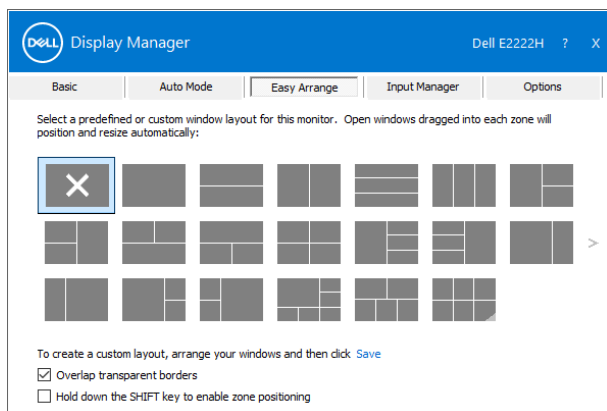 DELL Display Manager Dell E2222H ? X
Basic Auto Mode Easy Arrange Input Manager Options
Select a predefined or custom window layout for this monitor. Open windows dragged into each zone will
position and resize automatically:
>
To create a custom layout, arrange your windows and then click Save
Overlap transparent borders
Hold down the SHIFT key to enable zone positioning